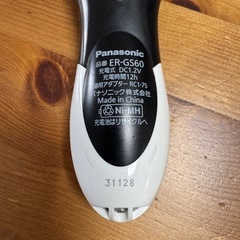 Panasonic
品番 ER-GS60
充電式 DC1.2V
充電時間12h
適用アダプター RC1-75
パナソニック株式会社
Made in China
Ni-MH
充電池はリサイクルへ
31128